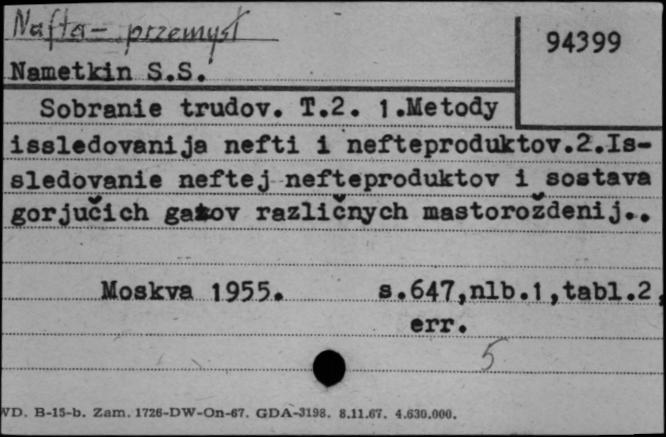 Nafta - przemysł
94399
Nametkin S.S.
Sobranie trudov. T.2. 1.Metody
issledovanija nefti i nefteproduktov.2.Is-
sledovanie neftej nefteproduktov i sostava
gorjučich gazov različnych mastoroždenij..
Moskva 1955. s.647,nlb.1,tabl.2,
err.
5
WD. B-15-b. Zam. 1726-DW-On-67. GDA-3198. 8.11.67. 4.630.000.